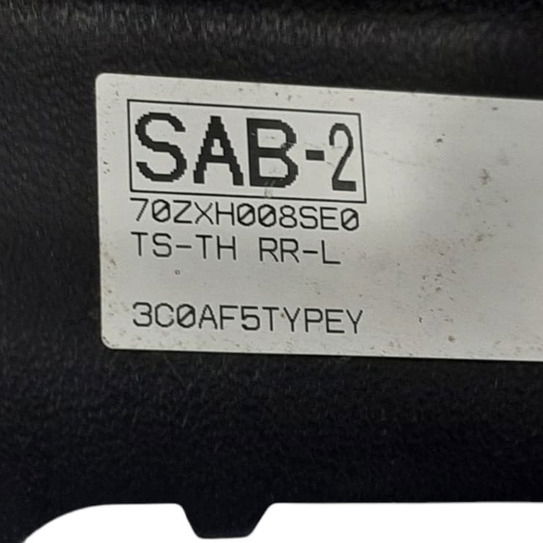 SAB-2
70ZXH008SE0
TS-TH RR-L
3C0AF5TYPEY